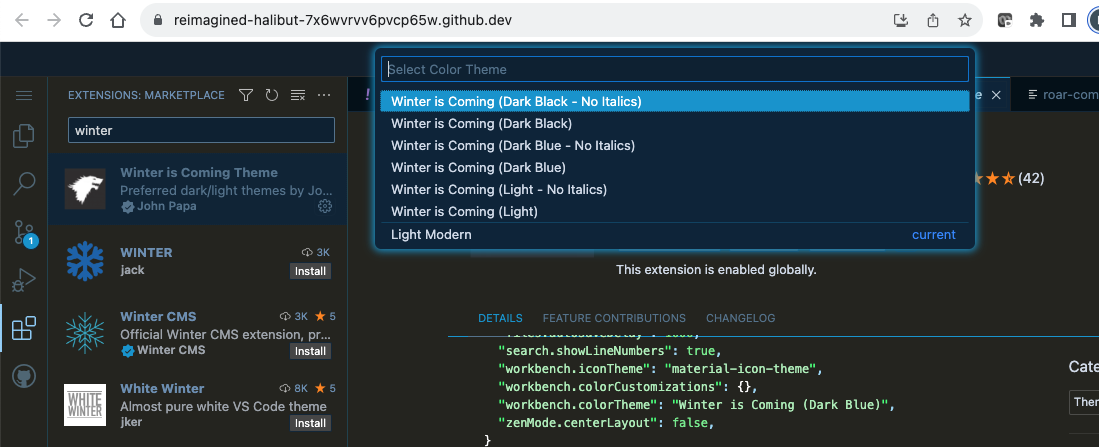 reimagined-halibut-7x6wvrvv6pvcp65w.github.dev
Select Color Theme
Winter is Coming (Dark Black - No Italics)
Winter is Coming (Dark Black)
Winter is Coming (Dark Blue - No Italics)
Winter is Coming (Dark Blue)
Winter is Coming (Light - No Italics)
Winter is Coming (Light)
Light Modern current
EXTENSIONS: MARKETPLACE
winter
Winter is Coming Theme
Preferred dark/light themes by Jo...
John Papa
WINTER 3K
jack Install
Winter CMS 3K 5
Official Winter CMS extension, pr...
Winter CMS Install
White Winter 8K 5
Almost pure white VS Code theme
jker Install
WHITE
WINTER
1
roar-com
(42)
This extension is enabled globally.
DETAILS FEATURE CONTRIBUTIONS CHANGELOG
"search.showLineNumbers": true,
"workbench.iconTheme": "material-icon-theme",
"workbench.colorCustomizations": {},
"workbench.colorTheme": "Winter is Coming (Dark Blue)",
"zenMode.centerLayout": false,
}
Cate
Ther